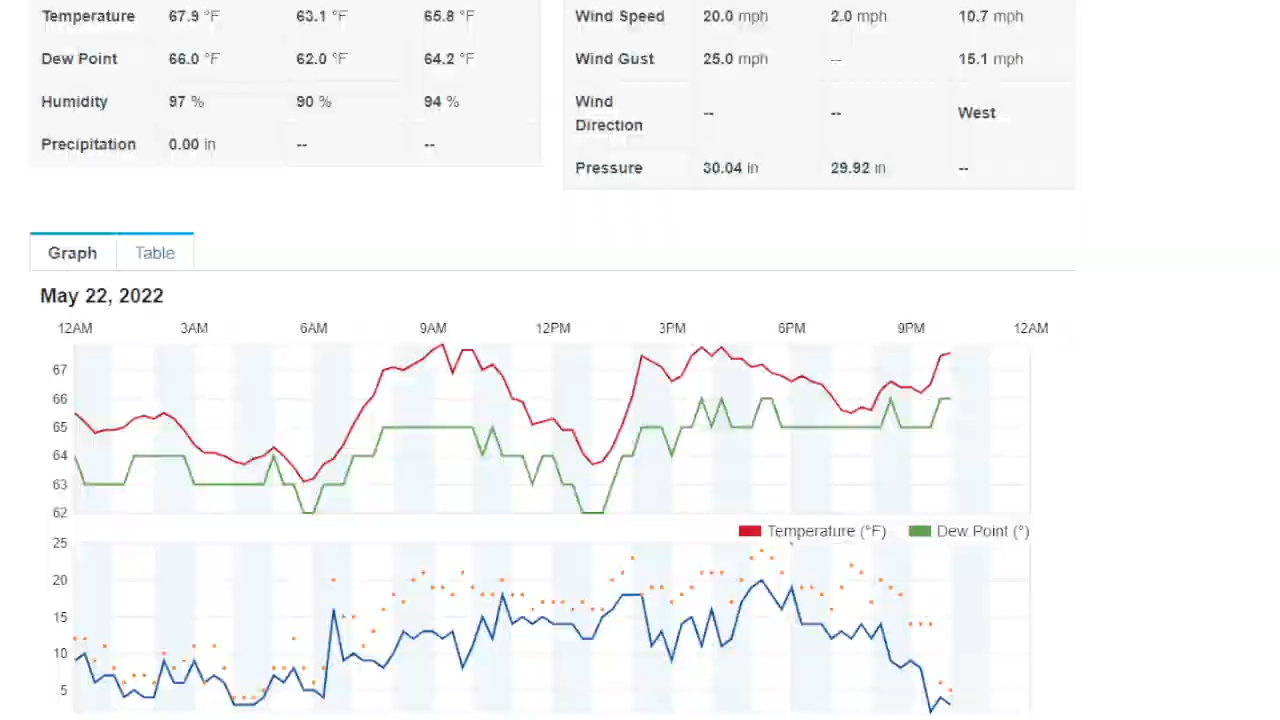 Temperature 67.9 °F 63.1 °F 65.8 °F
Dew Point 66.0 °F 62.0 °F 64.2 °F
Humidity 97 % 90 % 94 %
Precipitation 0.00 in -- --
Wind Speed 20.0 mph 2.0 mph 10.7 mph
Wind Gust 25.0 mph -- 15.1 mph
Wind
Direction -- -- West
Pressure 30.04 in 29.92 in --
Graph Table
May 22, 2022
12AM 3AM 6AM 9AM 12PM 3PM 6PM 9PM 12AM
67
66
65
64
63
62
Temperature (°F) Dew Point (°)
25
20
15
10
5